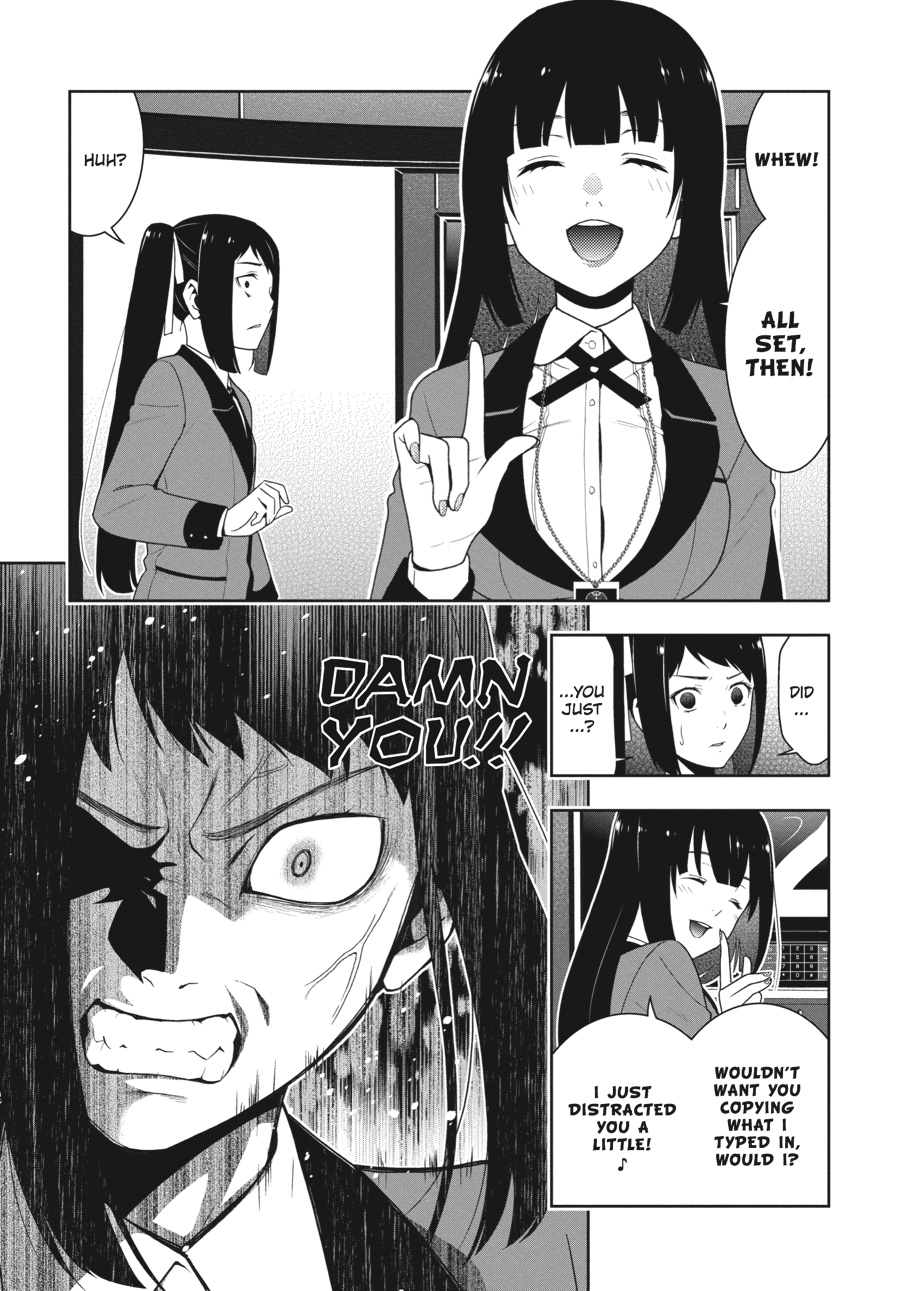 WHEW!
ALL
SET,
THEN!
HUH?
DID
...
...YOU
JUST
...?
WOULDN'T
WANT YOU
COPYING
WHAT I
TYPED IN,
WOULD I?
I JUST
DISTRACTED
YOU A
LITTLE!
♪
DAMN
YOU!!